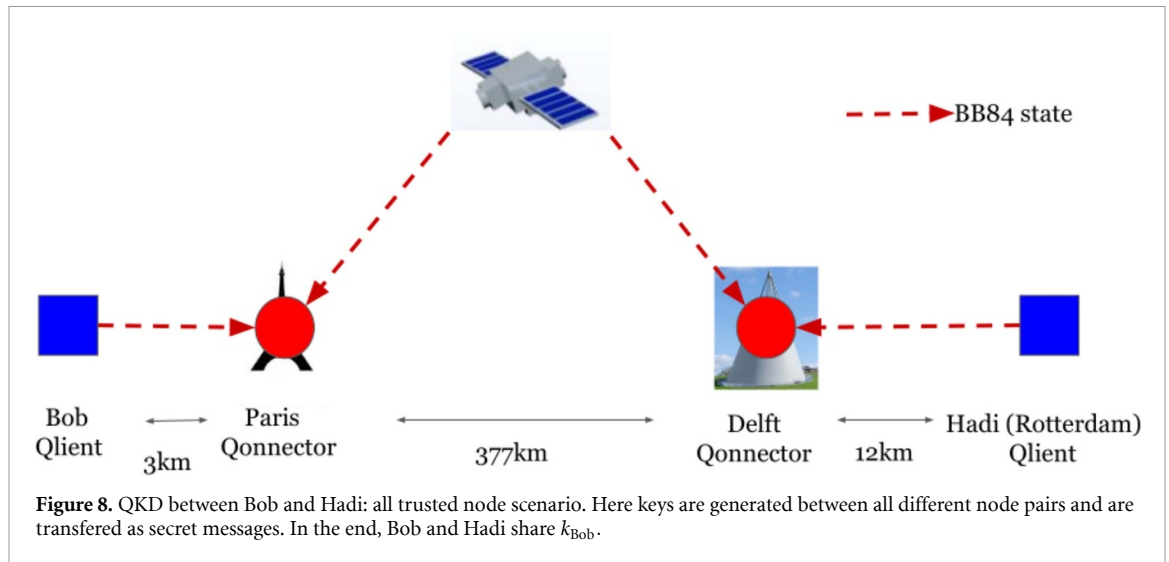 BB84 state
Bob
Qlient
3km
Paris
Qonnector
377km
Delft
Qonnector
12km
Hadi (Rotterdam)
Qlient
Figure 8. QKD between Bob and Hadi: all trusted node scenario. Here keys are generated between all different node pairs and are
transfered as secret messages. In the end, Bob and Hadi share kBob.